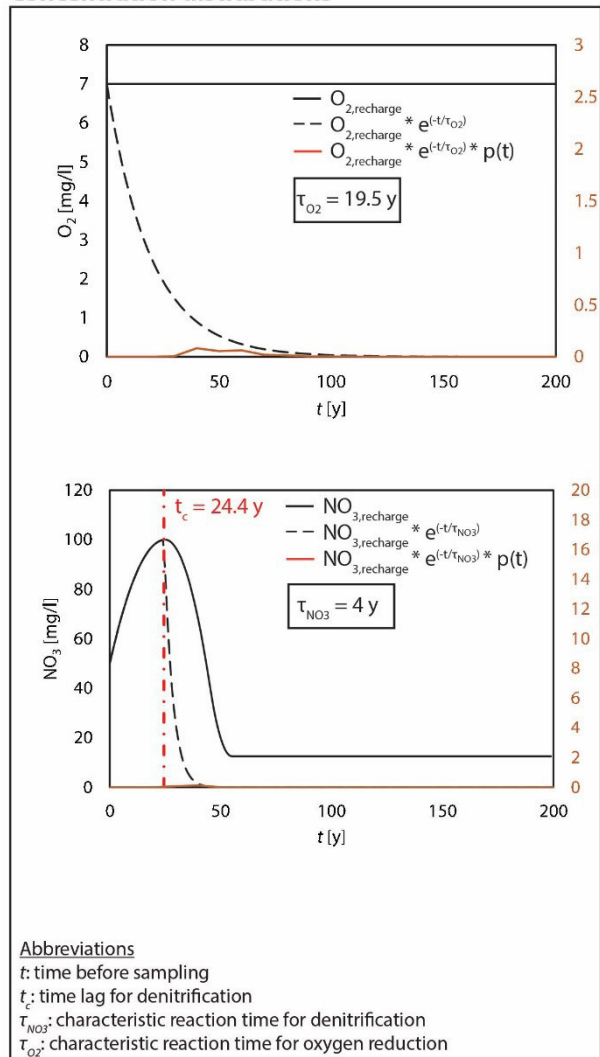 8
7
6
5
4
3
2
1
0
O₂ [mg/l]
3
2.5
2
1.5
1
0.5
0
O₂,recharge
O₂,recharge * e^(-t/τO2)
O₂,recharge * e^(-t/τO2) * p(t)
τO2 = 19.5 y
0 50 100 150 200
t [y]
120
100
80
60
40
20
0
NO₃ [mg/l]
20
18
16
14
12
10
8
6
4
2
0
t_c = 24.4 y
NO₃,recharge
NO₃,recharge * e^(-t/τNO3)
NO₃,recharge * e^(-t/τNO3) * p(t)
τNO3 = 4 y
0 50 100 150 200
t [y]
Abbreviations
t: time before sampling
t_c: time lag for denitrification
τNO3: characteristic reaction time for denitrification
τO2: characteristic reaction time for oxygen reduction